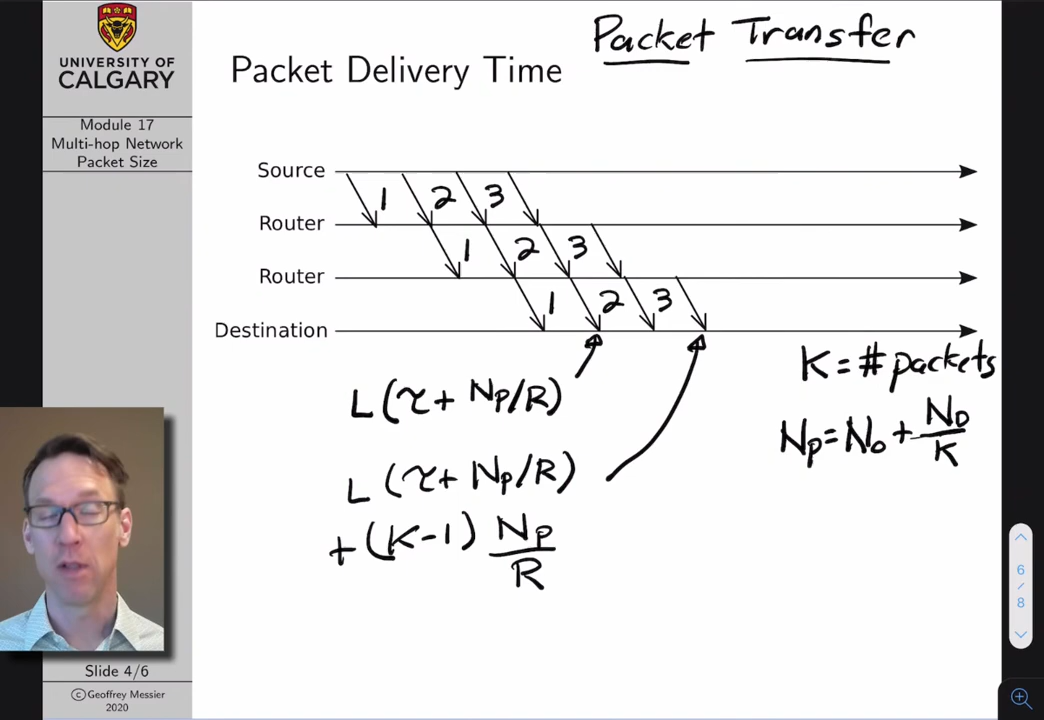 UNIVERSITY OF
CALGARY
Module 17
Multi-hop Network
Packet Size
Packet Transfer
Packet Delivery Time
Source
1 2 3
Router
1 2 3
Router
1 2 3
Destination
L(τ + Np/R)
L (τ + Np/R)
+ (K-1) Np/R
K = # packets
Np = No + ND/K
Slide 4/6
©Geoffrey Messier
2020
6
/
8